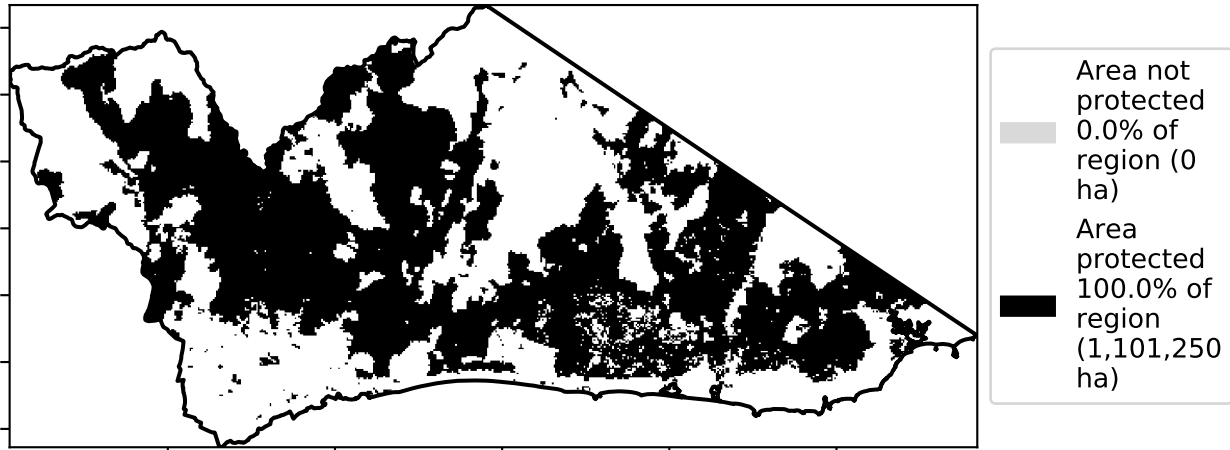 Area not
protected
0.0% of
region (0
ha)
Area
protected
100.0% of
region
(1,101,250
ha)